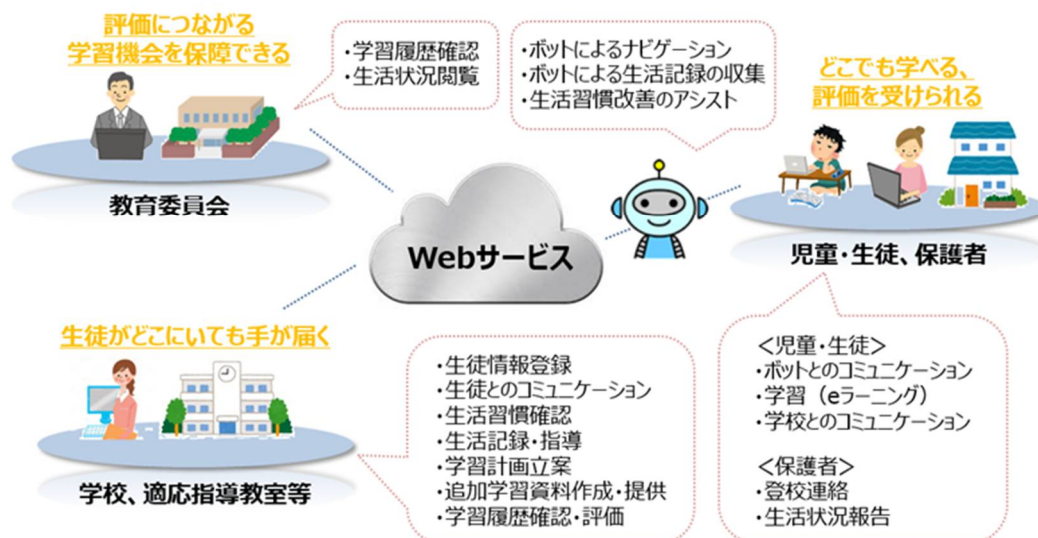 評価につながる
学習機会を保障できる
・学習履歴確認
・生活状況閲覧
教育委員会
・ボットによるナビゲーション
・ボットによる生活記録の収集
・生活習慣改善のアシスト
どこでも学べる、
評価を受けられる
児童・生徒、保護者
Webサービス
生徒がどこにいても手が届く
学校、適応指導教室等
・生徒情報登録
・生徒とのコミュニケーション
・生活習慣確認
・生活記録・指導
・学習計画立案
・追加学習資料作成・提供
・学習履歴確認・評価
＜児童・生徒＞
・ボットとのコミュニケーション
・学習（eラーニング）
・学校とのコミュニケーション
＜保護者＞
・登校連絡
・生活状況報告